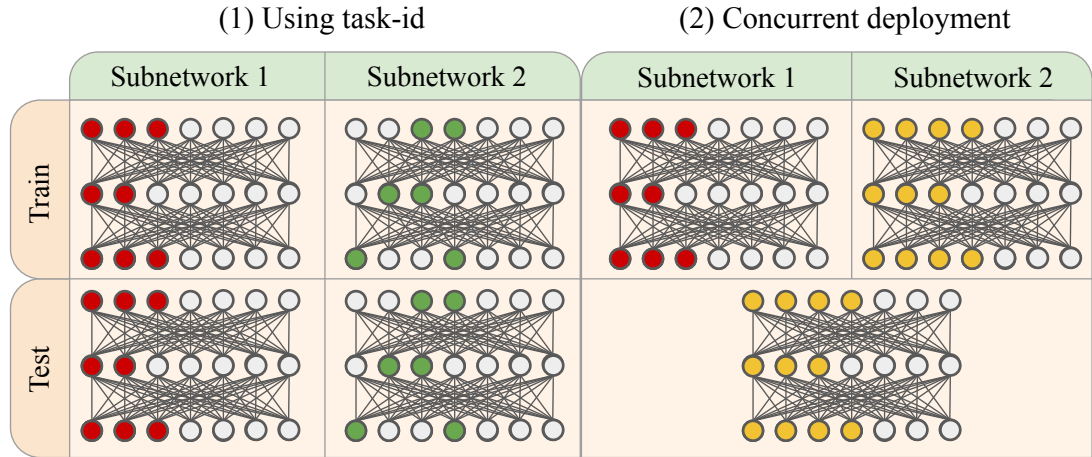 (1) Using task-id
(2) Concurrent deployment
Subnetwork 1
Subnetwork 2
Subnetwork 1
Subnetwork 2
Train
Test